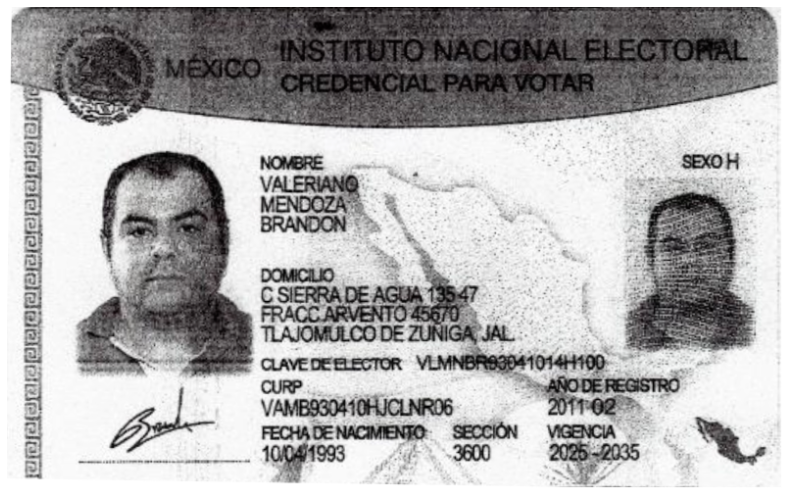 MÉXICO INSTITUTO NACIONAL ELECTORAL
CREDENCIAL PARA VOTAR
NOMBRE
VALERIANO
MENDOZA
BRANDON
SEXO H
DOMICILIO
C SIERRA DE AGUA 135-47
FRACC ARVENTO 45670
TLAJOMULCO DE ZUÑIGA, JAL.
CLAVE DE ELECTOR VLMNBR93041014H100
CURP
VAMB930410HJCLNR06
AÑO DE REGISTRO
2011 02
FECHA DE NACIMIENTO
10/04/1993
SECCIÓN
3600
VIGENCIA
2025 - 2035